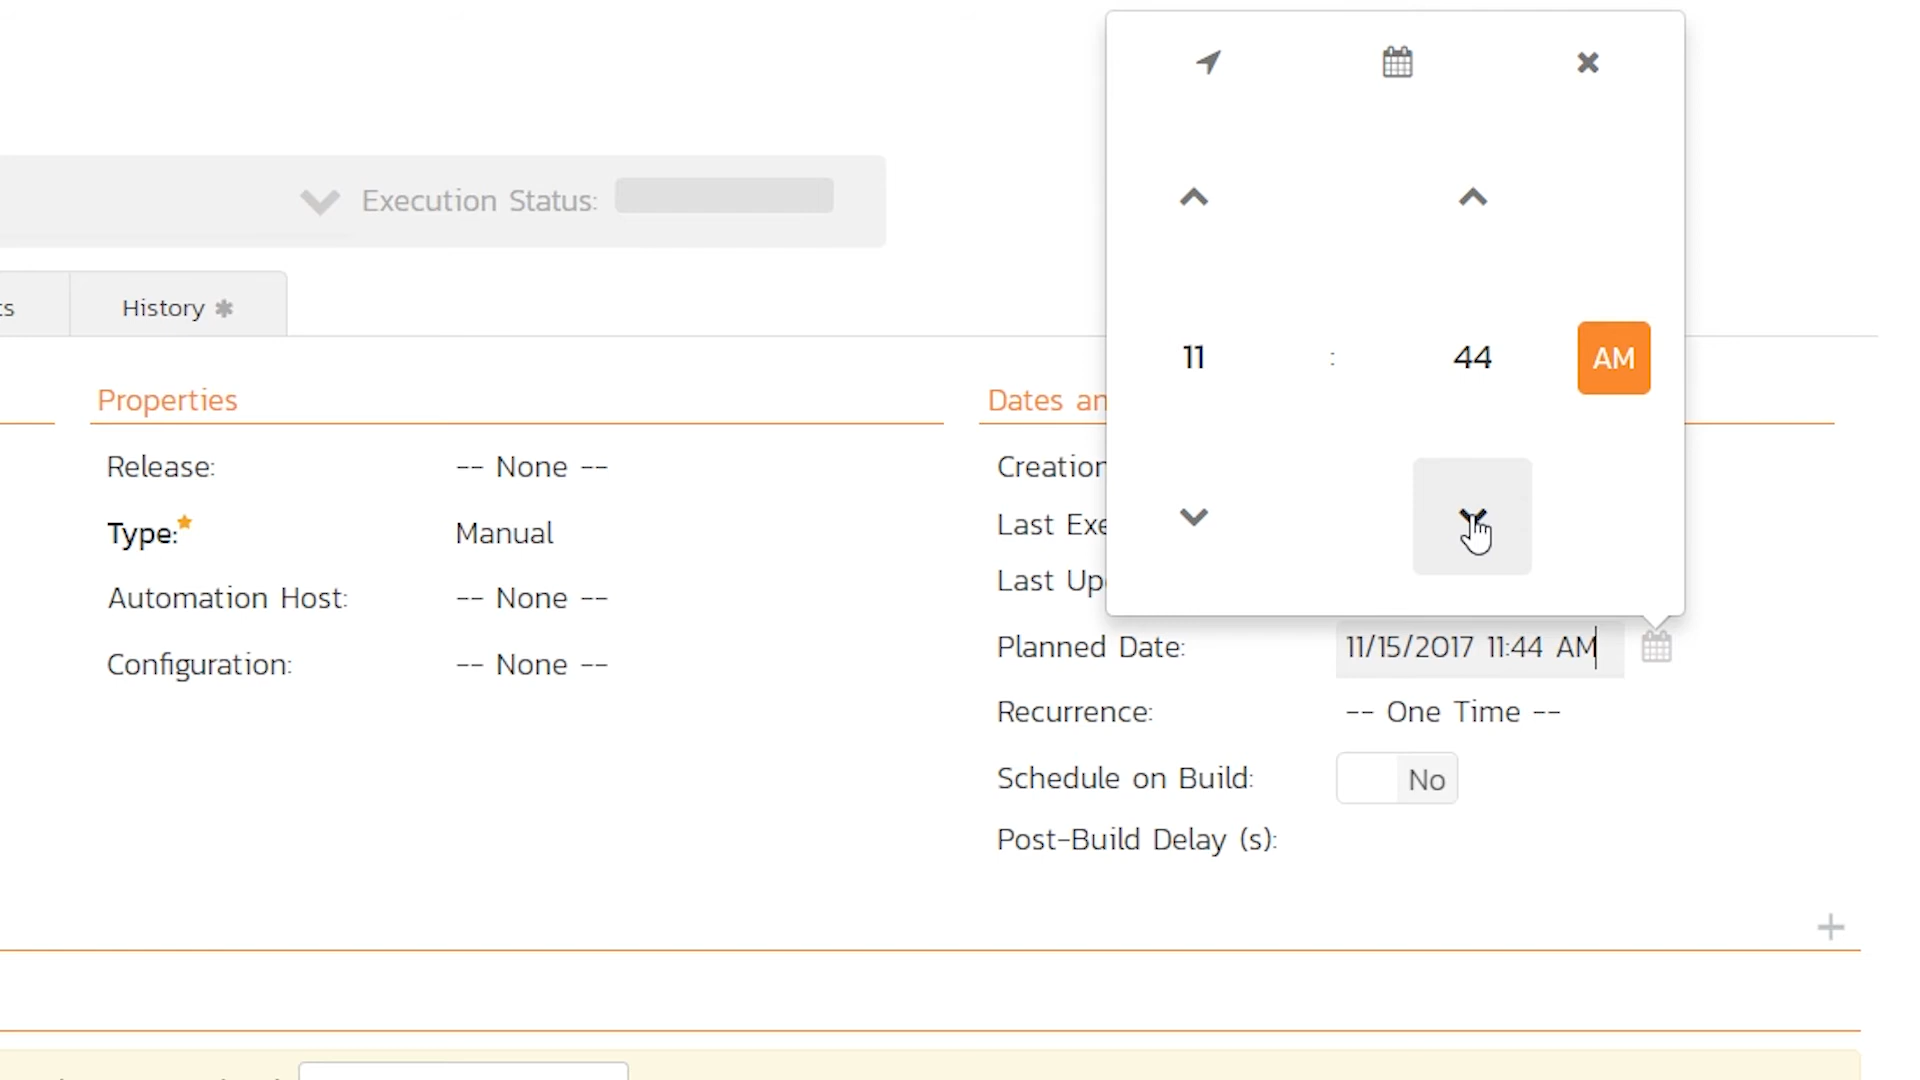 Execution Status:
ts
History
11 : 44 AM
Properties
Dates an
Release: -- None --
Creation
Type: Manual
Last Exe
Automation Host: -- None --
Last Up
Configuration: -- None --
Planned Date: 11/15/2017 11:44 AM
Recurrence: -- One Time --
Schedule on Build: No
Post-Build Delay (s):